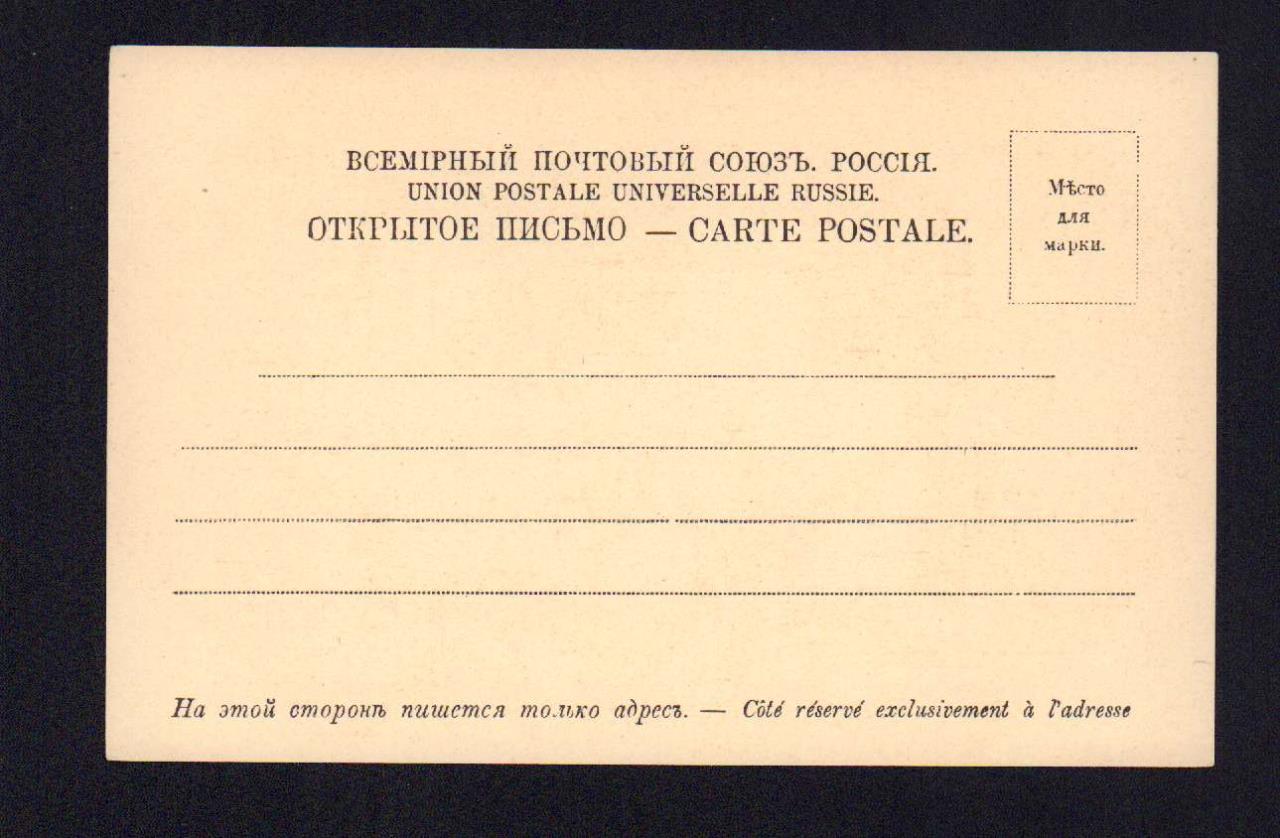 ВСЕМІРНЫЙ ПОЧТОВЫЙ СОЮЗЪ. РОССІЯ.
UNION POSTALE UNIVERSELLE RUSSIE.
ОТКРЫТОЕ ПИСЬМО — CARTE POSTALE.
Мѣсто
для
марки.
На этой сторонѣ пишется только адресъ. — Côté réservé exclusivement à l'adresse